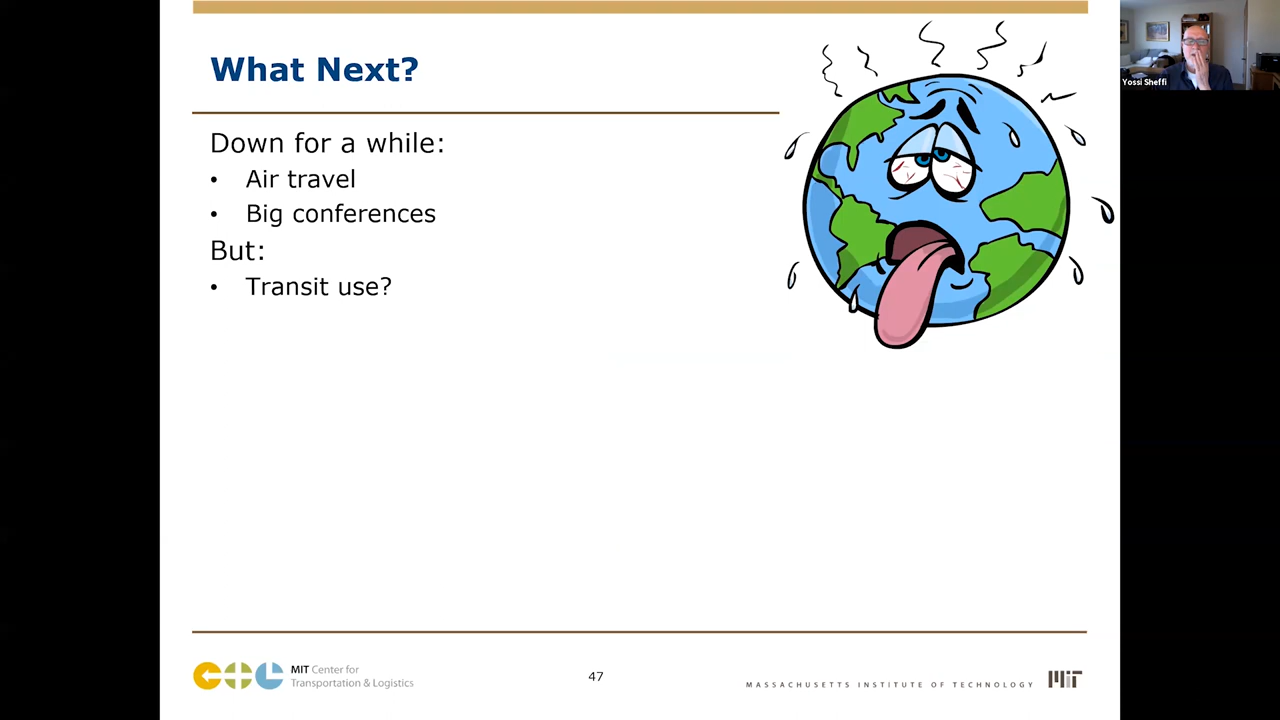 What Next?
Yossi Sheffi
Down for a while:
• Air travel
• Big conferences
But:
• Transit use?
MIT Center for
Transportation & Logistics
47
MASSACHUSETTS INSTITUTE OF TECHNOLOGY
MIT